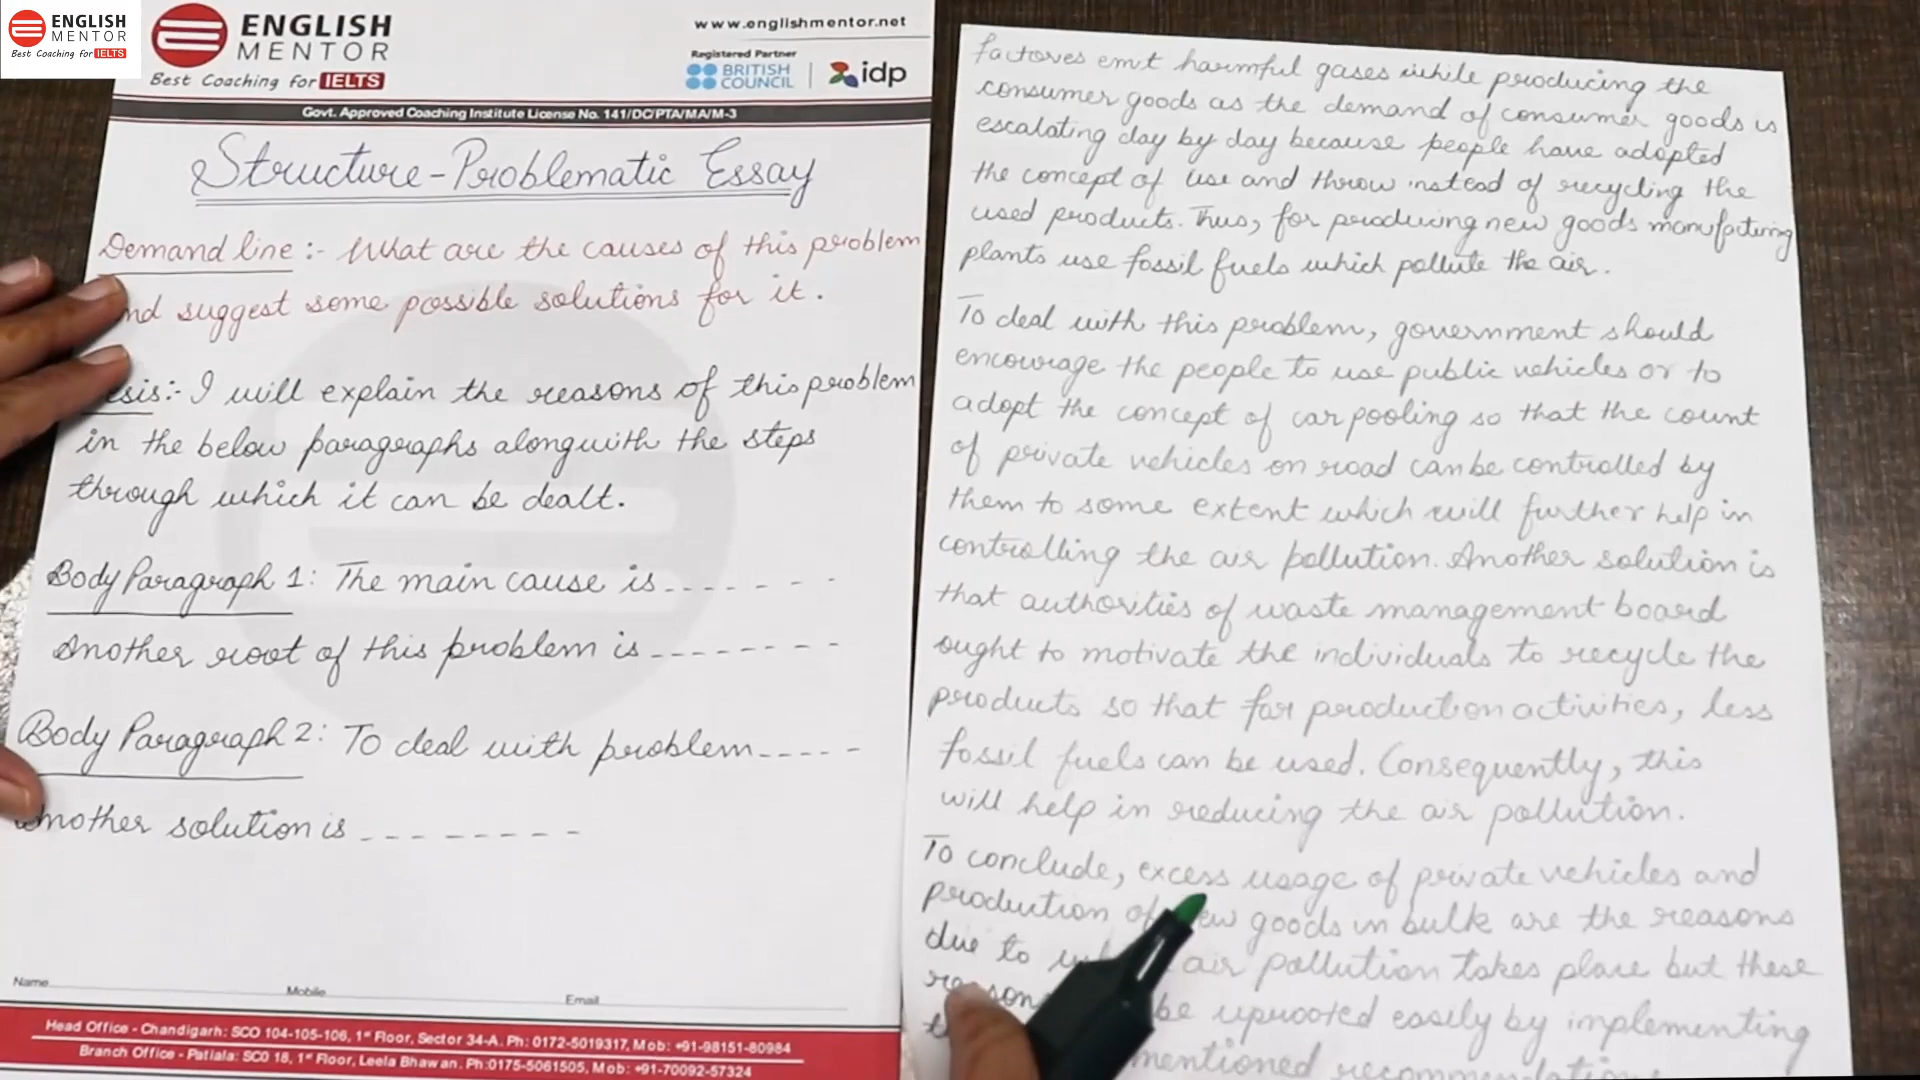 ENGLISH
MENTOR
Best Coaching for IELTS
ENGLISH
MENTOR
Best Coaching for IELTS
www.englishmentor.net
Registered Partner
BRITISH
COUNCIL
idp
Govt. Approved Coaching Institute License No. 141/DC/PTA/MA/M-3
Structure-Problematic Essay
Demand line :- What are the causes of this problem
nd suggest some possible solutions for it.
esis:- I will explain the reasons of this problem
in the below paragraphs alongwith the steps
through which it can be dealt.
Body Paragraph 1: The main cause is-------
Another root of this problem is--------
Body Paragraph 2: To deal with problem-----
Another solution is --------
Name
Mobile
Email
Head Office - Chandigarh: SCO 104-105-106, 1st Floor, Sector 34-A. Ph: 0172-5019317, Mob: +91-98151-80984
Branch Office - Patiala: SCO 18, 1st Floor, Leela Bhawan. Ph:0175-5061505, Mob: +91-70092-57324
factories emit harmful gases while producing the
consumer goods as the demand of consumer goods is
escalating day by day because people have adopted
the concept of use and throw instead of recycling the
used products. Thus, for producing new goods manufacturing
plants use fossil fuels which pollute the air.
To deal with this problem, government should
encourage the people to use public vehicles or to
adopt the concept of car pooling so that the count
of private vehicles on road can be controlled by
them to some extent which will further help in
controlling the air pollution. Another solution is
that authorities of waste management board
ought to motivate the individuals to recycle the
products so that for production activities, less
fossil fuels can be used. Consequently, this
will help in reducing the air pollution.
To conclude, excess usage of private vehicles and
production of new goods in bulk are the reasons
due to air pollution takes place but these
reasons be uprooted easily by implementing
mentioned recommendations